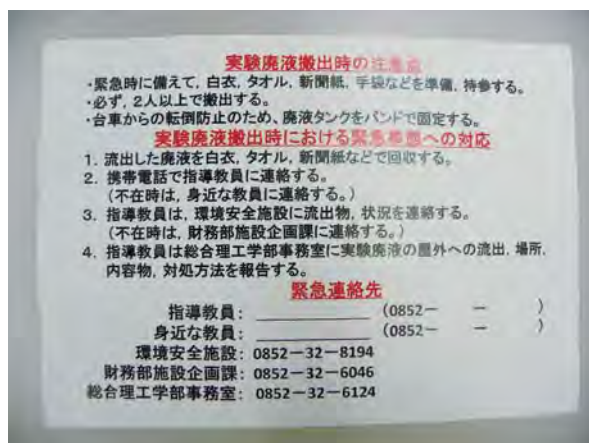 実験廃液搬出時の注意点
・緊急時に備えて，白衣，タオル，新聞紙，手袋などを準備，持参する。
・必ず，2人以上で搬出する。
・台車からの転倒防止のため、廃液タンクをバンドで固定する。
実験廃液搬出時における緊急事態への対応
1. 流出した廃液を白衣，タオル，新聞紙などで回収する。
2. 携帯電話で指導教員に連絡する。
（不在時は，身近な教員に連絡する。）
3. 指導教員は，環境安全施設に流出物，状況を連絡する。
（不在時は，財務部施設企画課に連絡する。）
4. 指導教員は総合理工学部事務室に実験廃液の屋外への流出，場所，
内容物，対処方法を報告する。
緊急連絡先
指導教員：＿＿＿＿＿＿（0852－　－　）
身近な教員：＿＿＿＿＿＿（0852－　－　）
環境安全施設：0852－32－8194
財務部施設企画課：0852－32－6046
総合理工学部事務室：0852－32－6124